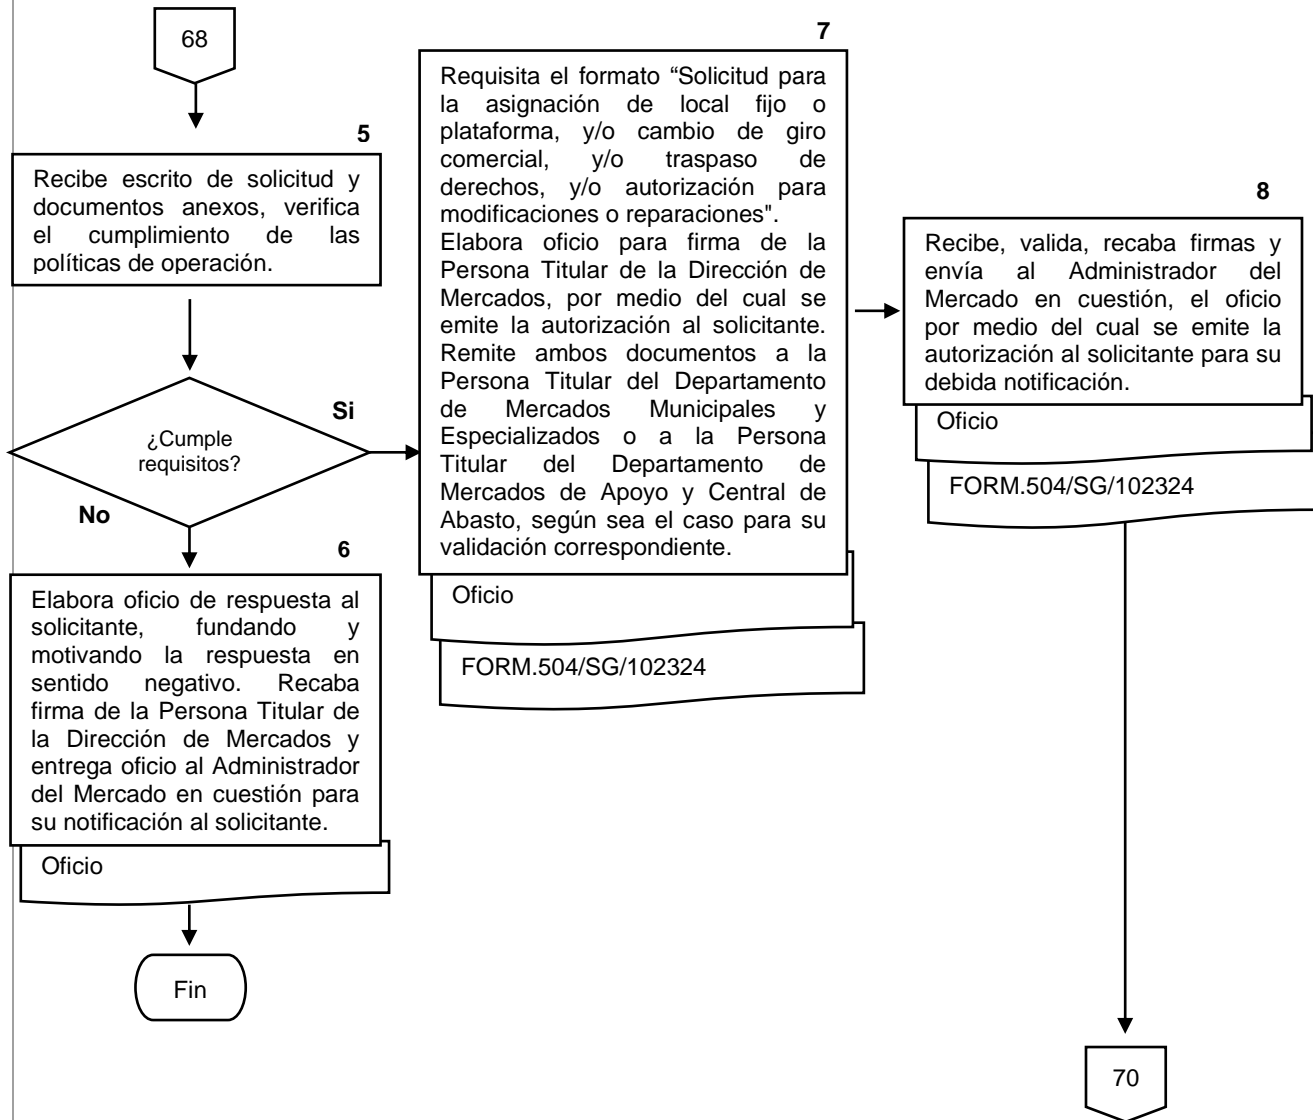 68
5
Recibe escrito de solicitud y
documentos anexos, verifica
el cumplimiento de las
políticas de operación.
¿Cumple
requisitos?
Si
No
6
Elabora oficio de respuesta al
solicitante, fundando y
motivando la respuesta en
sentido negativo. Recaba
firma de la Persona Titular de
la Dirección de Mercados y
entrega oficio al Administrador
del Mercado en cuestión para
su notificación al solicitante.
Oficio
Fin
7
Requisita el formato “Solicitud para
la asignación de local fijo o
plataforma, y/o cambio de giro
comercial, y/o traspaso de
derechos, y/o autorización para
modificaciones o reparaciones".
Elabora oficio para firma de la
Persona Titular de la Dirección de
Mercados, por medio del cual se
emite la autorización al solicitante.
Remite ambos documentos a la
Persona Titular del Departamento
de Mercados Municipales y
Especializados o a la Persona
Titular del Departamento de
Mercados de Apoyo y Central de
Abasto, según sea el caso para su
validación correspondiente.
Oficio
FORM.504/SG/102324
8
Recibe, valida, recaba firmas y
envía al Administrador del
Mercado en cuestión, el oficio
por medio del cual se emite la
autorización al solicitante para su
debida notificación.
Oficio
FORM.504/SG/102324
70